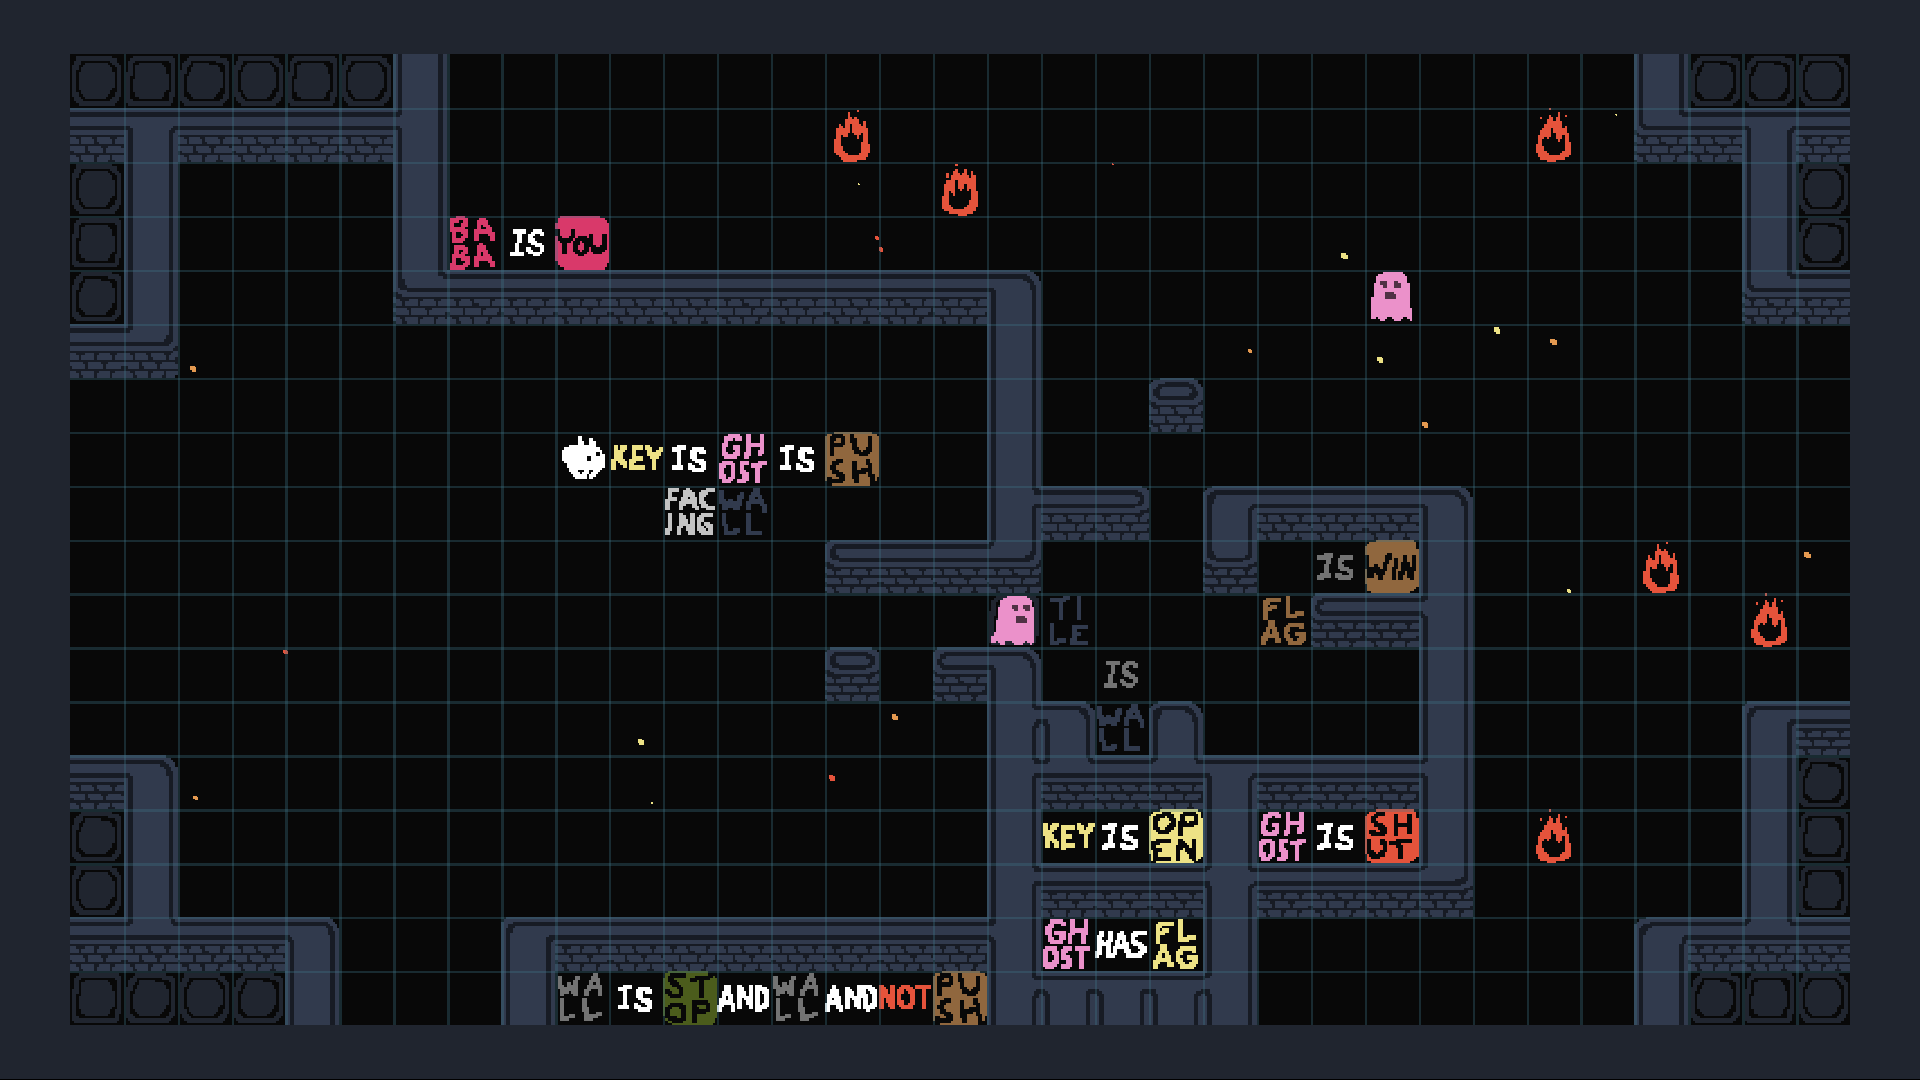 BABA IS YOU
KEY IS GHOST IS PUSH
FACING WALL
IS WIN
TILE
FLAG
IS
WALL
KEY IS OPEN
GHOST IS SHUT
GHOST HAS FLAG
WALL IS STOP AND WALL AND NOT PUSH